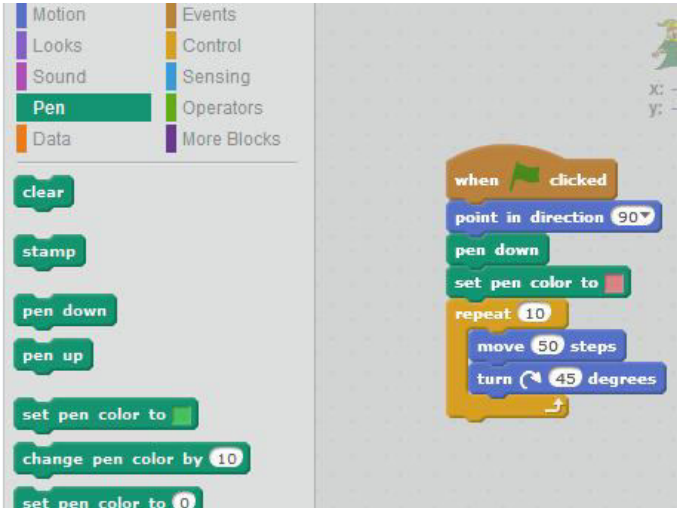 Motion
Events
Looks
Control
Sound
Sensing
Pen
Operators
Data
More Blocks
clear
stamp
pen down
pen up
set pen color to
change pen color by 10
set pen color to 0
x: -
y: -
when clicked
point in direction 90
pen down
set pen color to
repeat 10
move 50 steps
turn 45 degrees